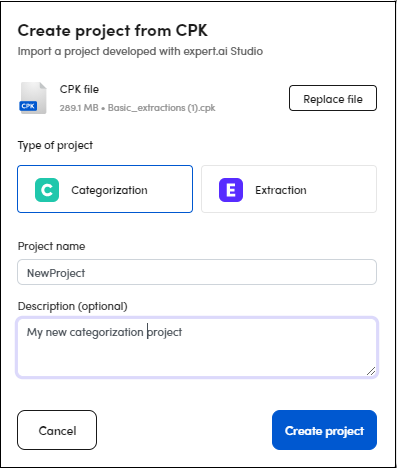 Create project from CPK
Import a project developed with expert.ai Studio
CPK file
CPK
289.1 MB • Basic_extractions (1).cpk
Replace file
Type of project
C Categorization
E Extraction
Project name
NewProject
Description (optional)
My new categorization project
Cancel
Create project